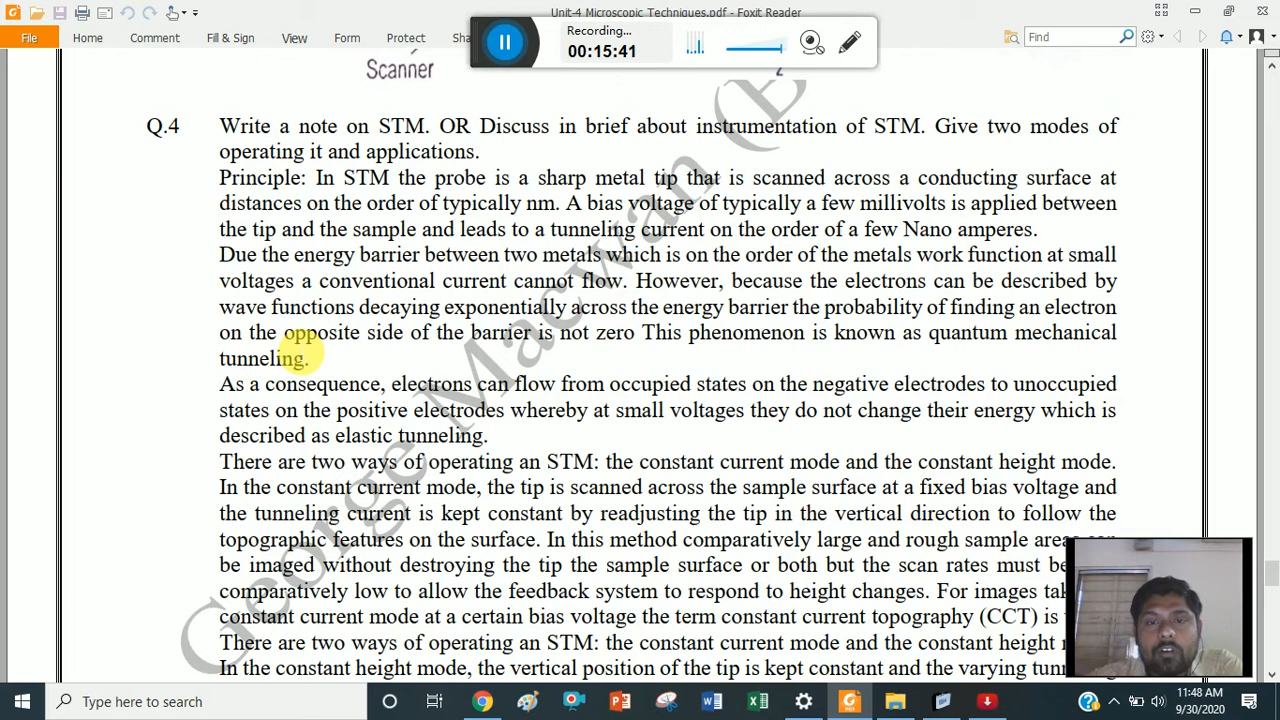 Unit-4 Microscopic Techniques.pdf - Foxit Reader
File Home Comment Fill & Sign View Form Protect Find
Recording...
00:15:41
Scanner
Q.4 Write a note on STM. OR Discuss in brief about instrumentation of STM. Give two modes of
operating it and applications.
Principle: In STM the probe is a sharp metal tip that is scanned across a conducting surface at
distances on the order of typically nm. A bias voltage of typically a few millivolts is applied between
the tip and the sample and leads to a tunneling current on the order of a few Nano amperes.
Due the energy barrier between two metals which is on the order of the metals work function at small
voltages a conventional current cannot flow. However, because the electrons can be described by
wave functions decaying exponentially across the energy barrier the probability of finding an electron
on the opposite side of the barrier is not zero This phenomenon is known as quantum mechanical
tunneling.
As a consequence, electrons can flow from occupied states on the negative electrodes to unoccupied
states on the positive electrodes whereby at small voltages they do not change their energy which is
described as elastic tunneling.
There are two ways of operating an STM: the constant current mode and the constant height mode.
In the constant current mode, the tip is scanned across the sample surface at a fixed bias voltage and
the tunneling current is kept constant by readjusting the tip in the vertical direction to follow the
topographic features on the surface. In this method comparatively large and rough sample areas
be imaged without destroying the tip the sample surface or both but the scan rates must be
comparatively low to allow the feedback system to respond to height changes. For images
constant current mode at a certain bias voltage the term constant current topography (CCT) is
There are two ways of operating an STM: the constant current mode and the constant height
In the constant height mode, the vertical position of the tip is kept constant and the varying
George Macwan
Type here to search
11:48 AM
9/30/2020